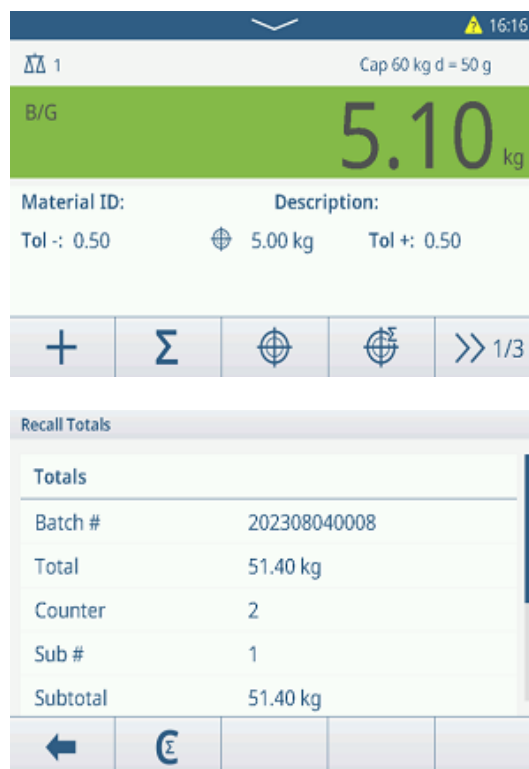 16:16
1 Cap 60 kg d = 50 g
B/G 5.10 kg
Material ID: Description:
Tol -: 0.50 5.00 kg Tol +: 0.50
Σ Σ 1/3
Recall Totals
Totals
Batch # 202308040008
Total 51.40 kg
Counter 2
Sub # 1
Subtotal 51.40 kg
Σ